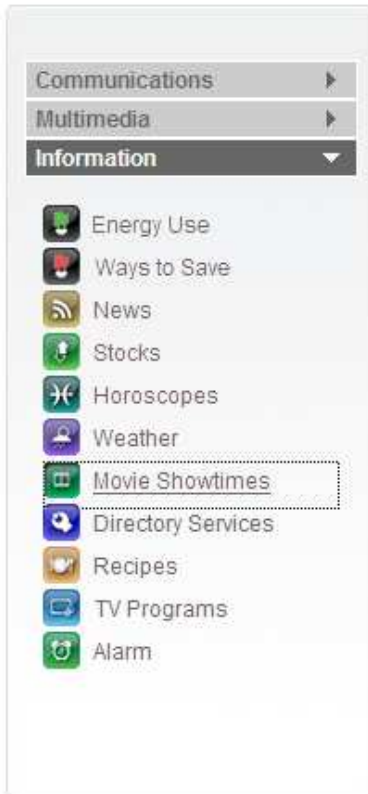 Communications
Multimedia
Information
Energy Use
Ways to Save
News
Stocks
Horoscopes
Weather
Movie Showtimes
Directory Services
Recipes
TV Programs
Alarm